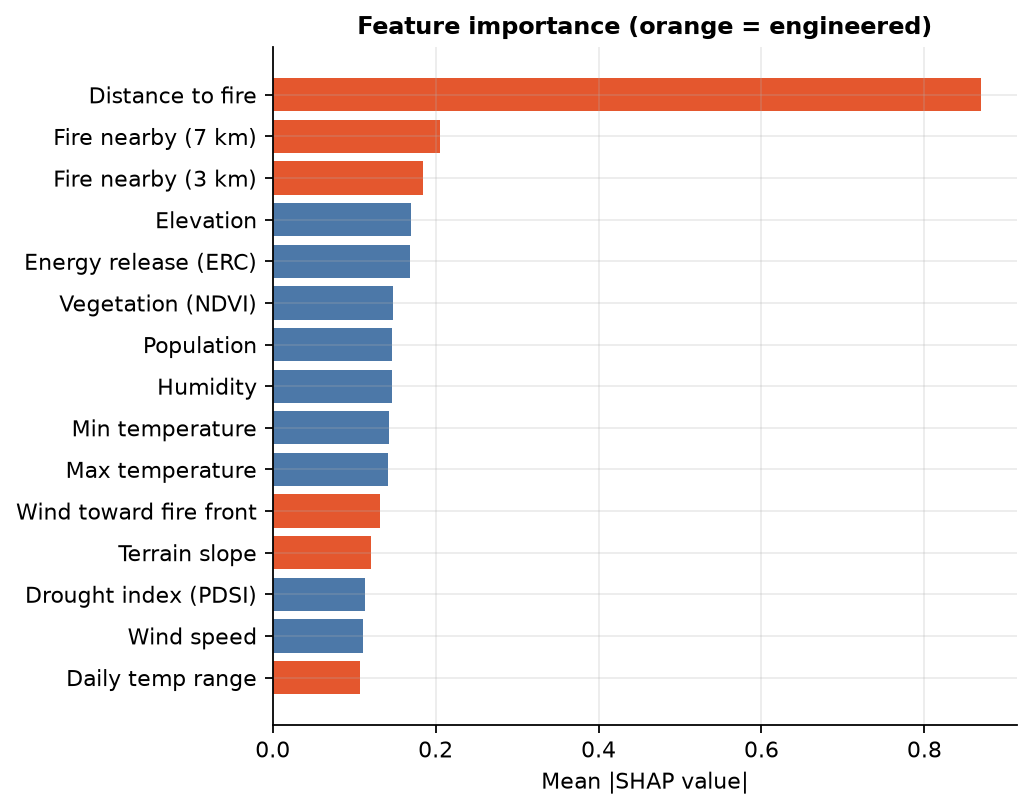 Feature importance (orange = engineered)
Distance to fire
Fire nearby (7 km)
Fire nearby (3 km)
Elevation
Energy release (ERC)
Vegetation (NDVI)
Population
Humidity
Min temperature
Max temperature
Wind toward fire front
Terrain slope
Drought index (PDSI)
Wind speed
Daily temp range
0.0 0.2 0.4 0.6 0.8
Mean |SHAP value|